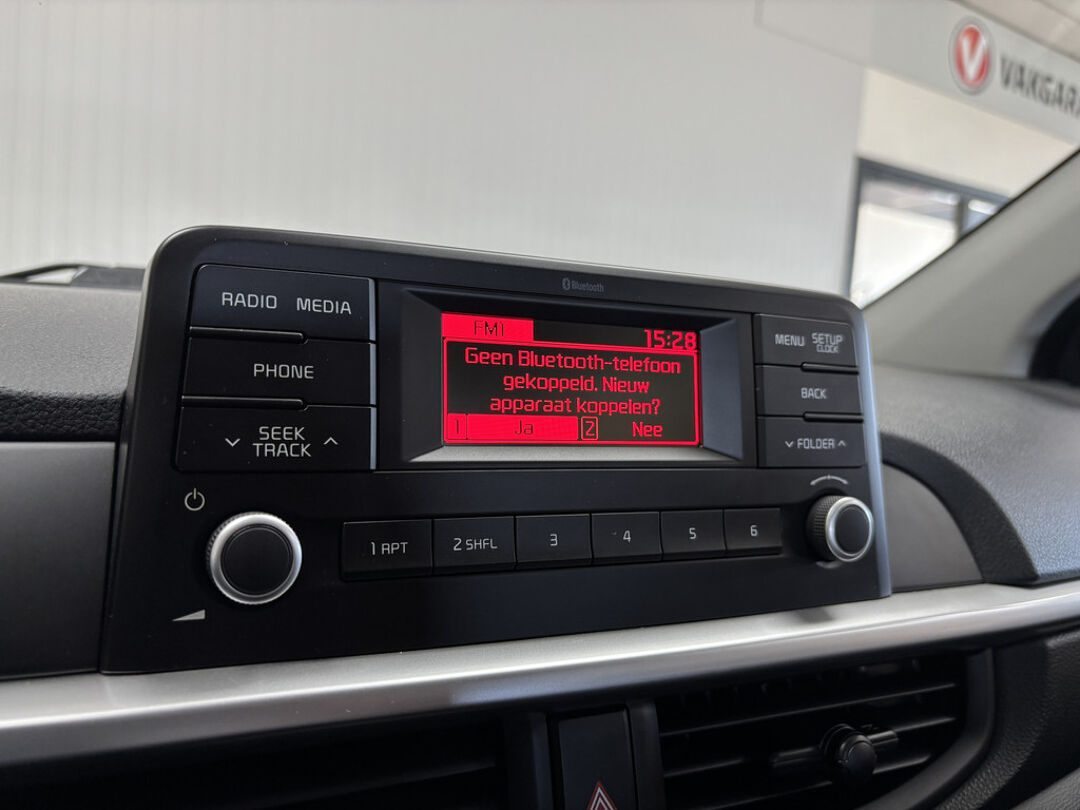 VAKGARA
Bluetooth
RADIO MEDIA
PHONE
SEEK
TRACK
FM1
15:28
Geen Bluetooth-telefoon
gekoppeld. Nieuw
apparaat koppelen?
1 Ja 2 Nee
MENU SETUP
CLOCK
BACK
FOLDER
1 RPT
2 SHFL
3
4
5
6